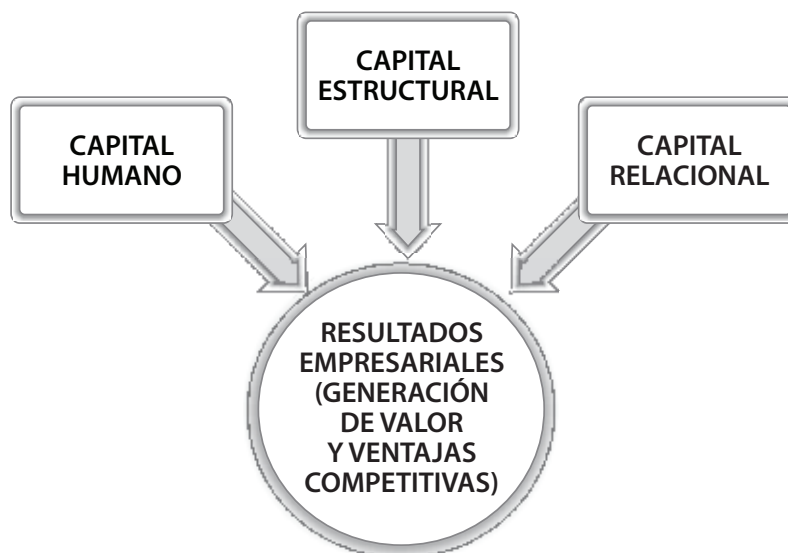 CAPITAL
ESTRUCTURAL
CAPITAL
HUMANO
CAPITAL
RELACIONAL
RESULTADOS
EMPRESARIALES
(GENERACIÓN
DE VALOR
Y VENTAJAS
COMPETITIVAS)